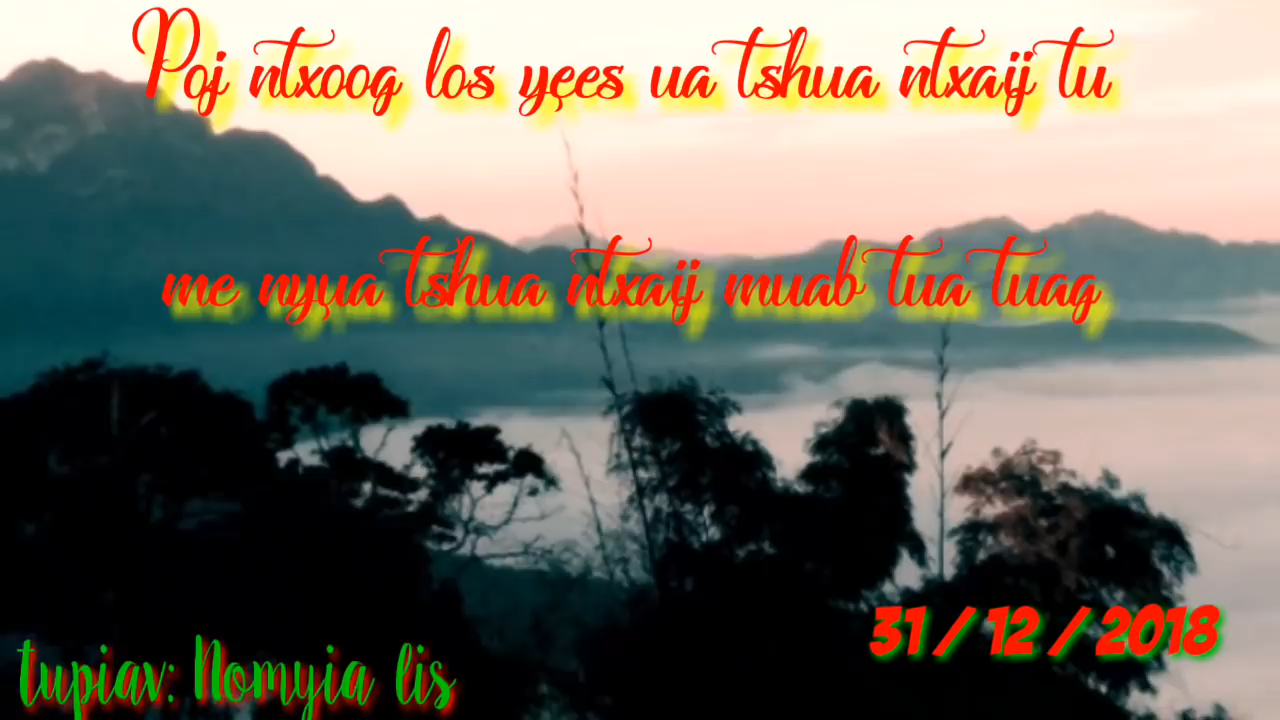 Poj ntxoog los yees ua tshua ntxaij tu
me nyua tshua ntxaij muab tua tuag
31 / 12 / 2018
tupiav: Nomyia lis